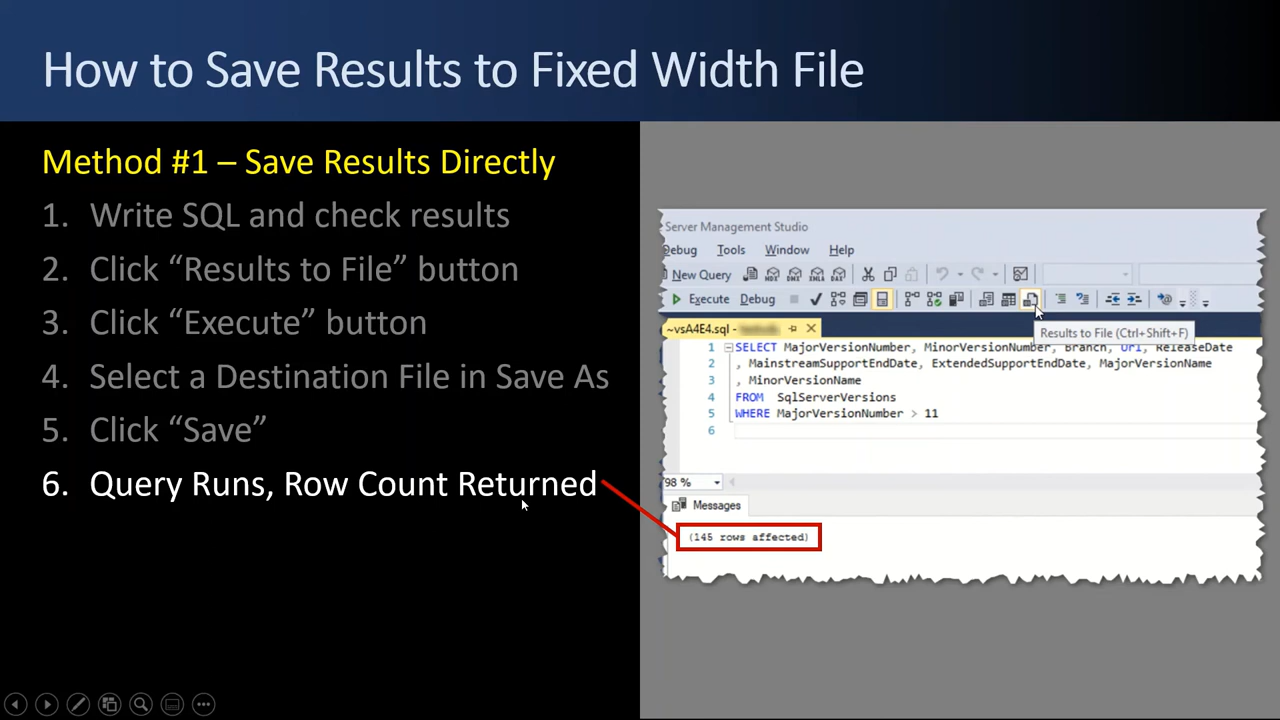 How to Save Results to Fixed Width File
Method #1 – Save Results Directly
1. Write SQL and check results
2. Click “Results to File” button
3. Click “Execute” button
4. Select a Destination File in Save As
5. Click “Save”
6. Query Runs, Row Count Returned
Server Management Studio
Debug Tools Window Help
New Query
Execute Debug
~vsA4E4.sql -
Results to File (Ctrl+Shift+F)
1 SELECT MajorVersionNumber, MinorVersionNumber, Branch, Url, ReleaseDate
2 , MainstreamSupportEndDate, ExtendedSupportEndDate, MajorVersionName
3 , MinorVersionName
4 FROM SqlServerVersions
5 WHERE MajorVersionNumber > 11
6
98 %
Messages
(145 rows affected)